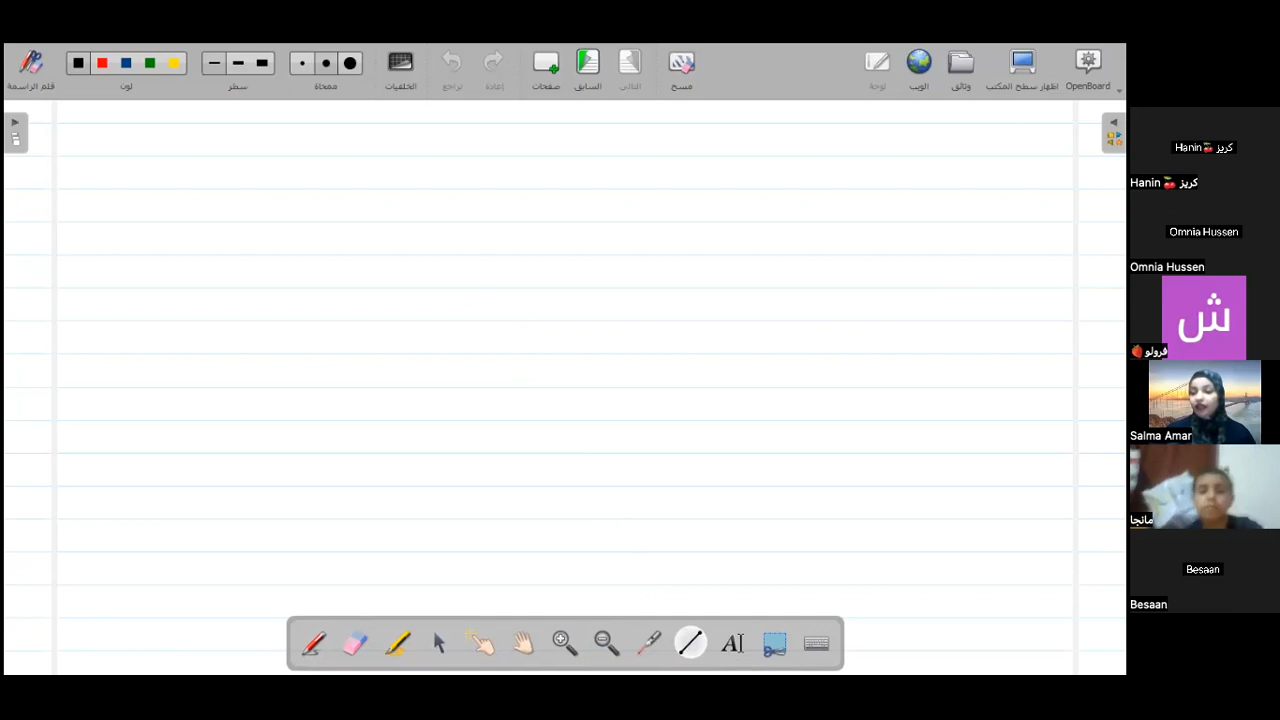 قلم الراسمة
لون
سطر
ممحاة
الخلفيات
تراجع
إعادة
صفحات
السابق
التالى
مسح
لوحة
الويب
وثائق
اظهار سطح المكتب
OpenBoard
Hanin🍒 كريز
Hanin🍒 كريز
Omnia Hussen
Omnia Hussen
ش
فرولو🍓
Salma Amar
مانجا
Besaan
Besaan
A